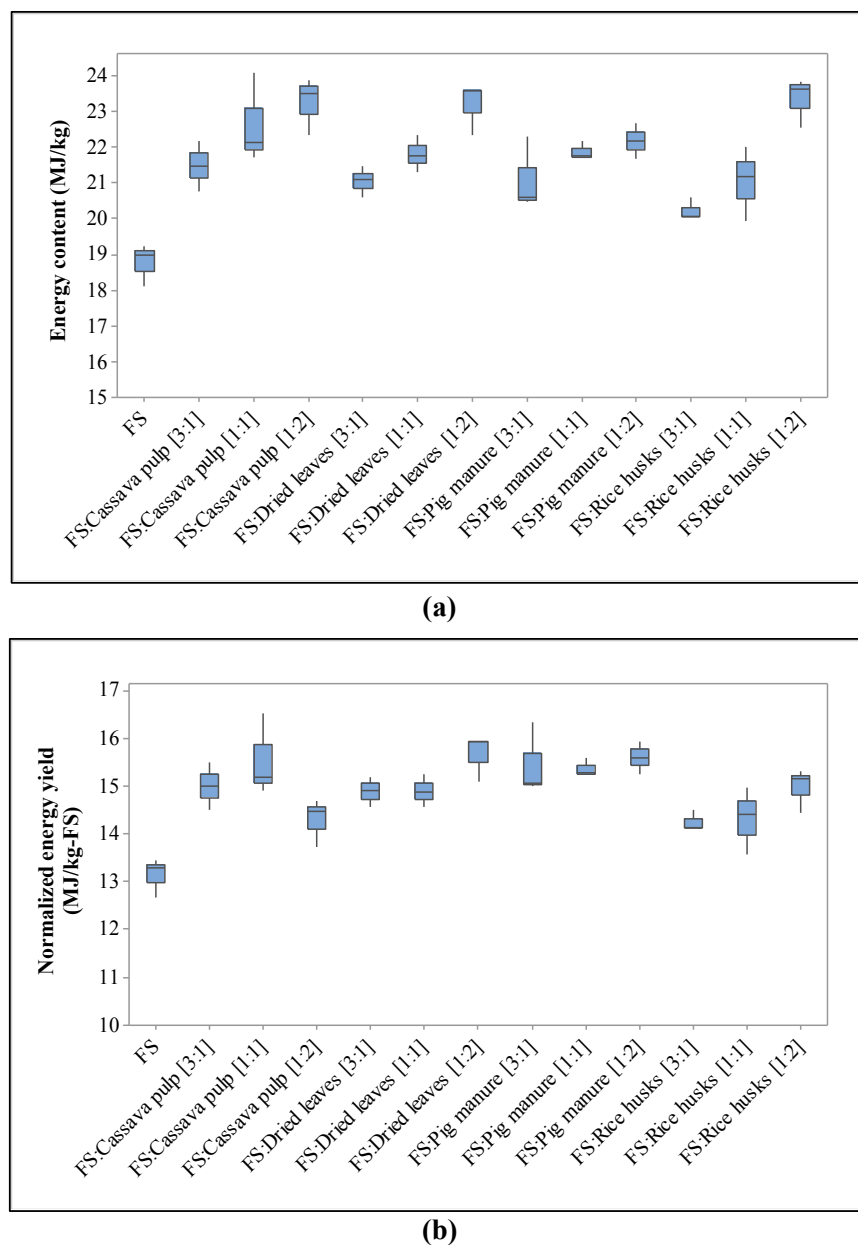 Energy content (MJ/kg)
24
23
22
21
20
19
18
17
16
15
FS
FS:Cassava pulp [3:1]
FS:Cassava pulp [1:1]
FS:Cassava pulp [1:2]
FS:Dried leaves [3:1]
FS:Dried leaves [1:1]
FS:Dried leaves [1:2]
FS:Pig manure [3:1]
FS:Pig manure [1:1]
FS:Pig manure [1:2]
FS:Rice husks [3:1]
FS:Rice husks [1:1]
FS:Rice husks [1:2]
(a)
Normalized energy yield
(MJ/kg-FS)
17
16
15
14
13
12
11
10
FS
FS:Cassava pulp [3:1]
FS:Cassava pulp [1:1]
FS:Cassava pulp [1:2]
FS:Dried leaves [3:1]
FS:Dried leaves [1:1]
FS:Dried leaves [1:2]
FS:Pig manure [3:1]
FS:Pig manure [1:1]
FS:Pig manure [1:2]
FS:Rice husks [3:1]
FS:Rice husks [1:1]
FS:Rice husks [1:2]
(b)